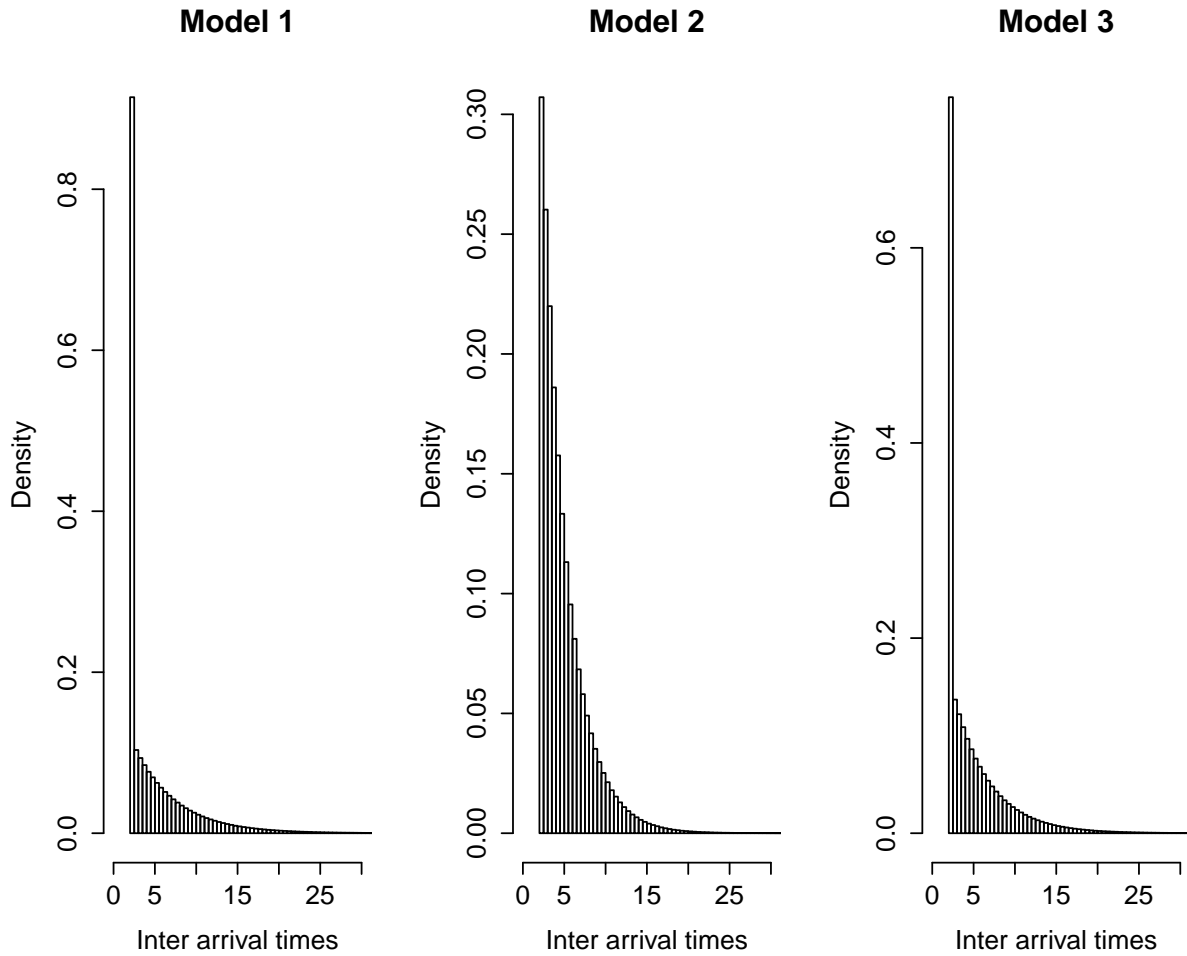 Model 1
Density
0.0 0.2 0.4 0.6 0.8
0 5 15 25
Inter arrival times
Model 2
Density
0.00 0.05 0.10 0.15 0.20 0.25 0.30
0 5 15 25
Inter arrival times
Model 3
Density
0.0 0.2 0.4 0.6
0 5 15 25
Inter arrival times